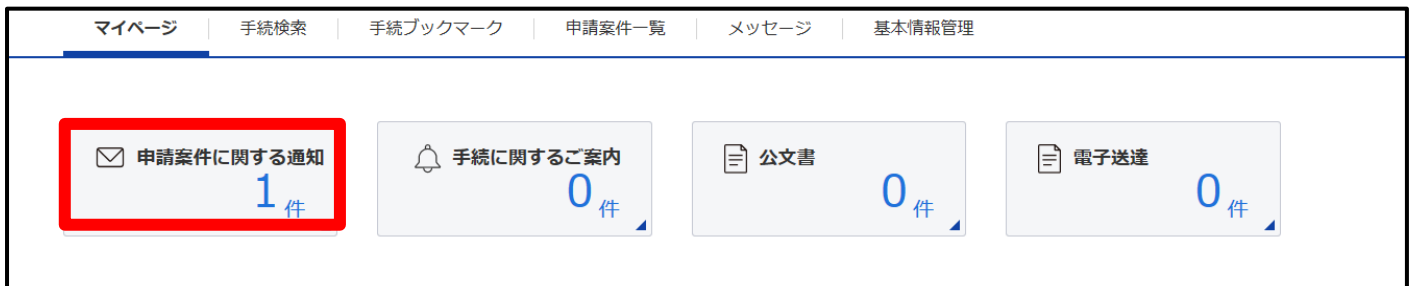 マイページ 手続検索 手続ブックマーク 申請案件一覧 メッセージ 基本情報管理
申請案件に関する通知 手続に関するご案内 公文書 電子送達
1件 0件 0件 0件